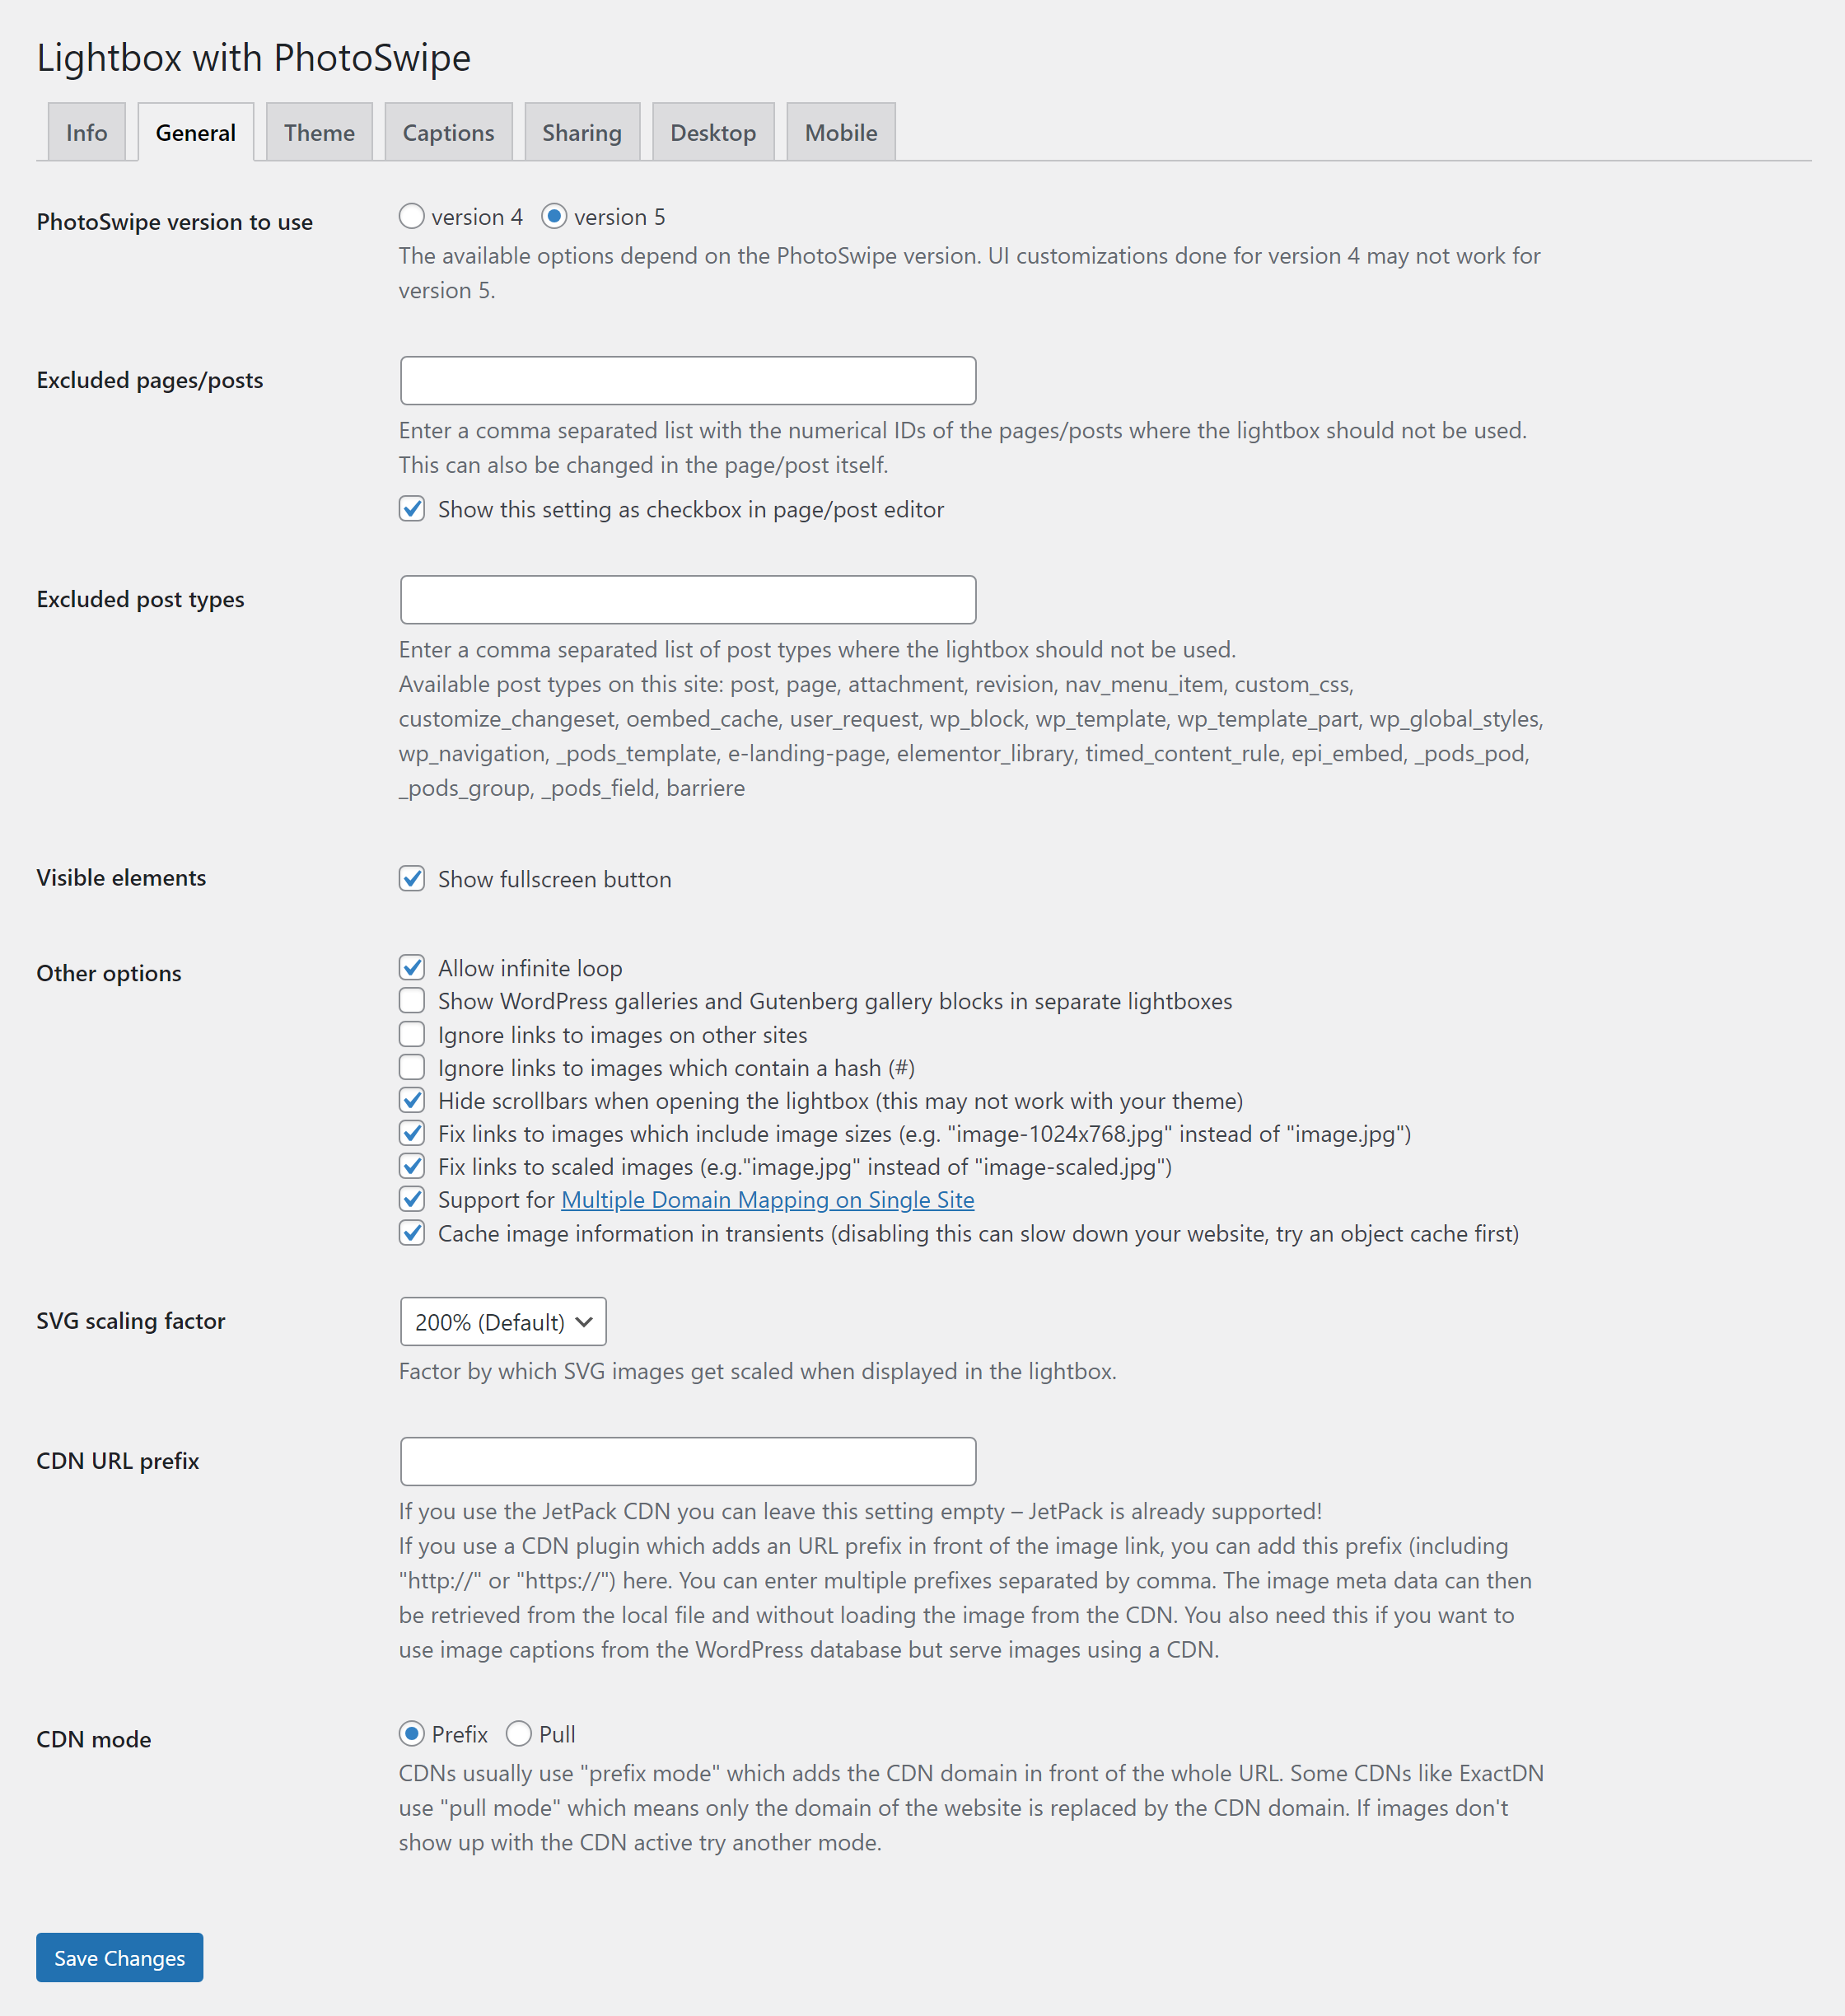 Lightbox with PhotoSwipe
Info General Theme Captions Sharing Desktop Mobile
PhotoSwipe version to use
version 4 version 5
The available options depend on the PhotoSwipe version. UI customizations done for version 4 may not work for
version 5.
Excluded pages/posts
Enter a comma separated list with the numerical IDs of the pages/posts where the lightbox should not be used.
This can also be changed in the page/post itself.
Show this setting as checkbox in page/post editor
Excluded post types
Enter a comma separated list of post types where the lightbox should not be used.
Available post types on this site: post, page, attachment, revision, nav_menu_item, custom_css,
customize_changeset, oembed_cache, user_request, wp_block, wp_template, wp_template_part, wp_global_styles,
wp_navigation, _pods_template, e-landing-page, elementor_library, timed_content_rule, epi_embed, _pods_pod,
_pods_group, _pods_field, barriere
Visible elements
Show fullscreen button
Other options
Allow infinite loop
Show WordPress galleries and Gutenberg gallery blocks in separate lightboxes
Ignore links to images on other sites
Ignore links to images which contain a hash (#)
Hide scrollbars when opening the lightbox (this may not work with your theme)
Fix links to images which include image sizes (e.g. "image-1024x768.jpg" instead of "image.jpg")
Fix links to scaled images (e.g."image.jpg" instead of "image-scaled.jpg")
Support for Multiple Domain Mapping on Single Site
Cache image information in transients (disabling this can slow down your website, try an object cache first)
SVG scaling factor
200% (Default)
Factor by which SVG images get scaled when displayed in the lightbox.
CDN URL prefix
If you use the JetPack CDN you can leave this setting empty – JetPack is already supported!
If you use a CDN plugin which adds an URL prefix in front of the image link, you can add this prefix (including
"http://" or "https://") here. You can enter multiple prefixes separated by comma. The image meta data can then
be retrieved from the local file and without loading the image from the CDN. You also need this if you want to
use image captions from the WordPress database but serve images using a CDN.
CDN mode
Prefix Pull
CDNs usually use "prefix mode" which adds the CDN domain in front of the whole URL. Some CDNs like ExactDN
use "pull mode" which means only the domain of the website is replaced by the CDN domain. If images don't
show up with the CDN active try another mode.
Save Changes